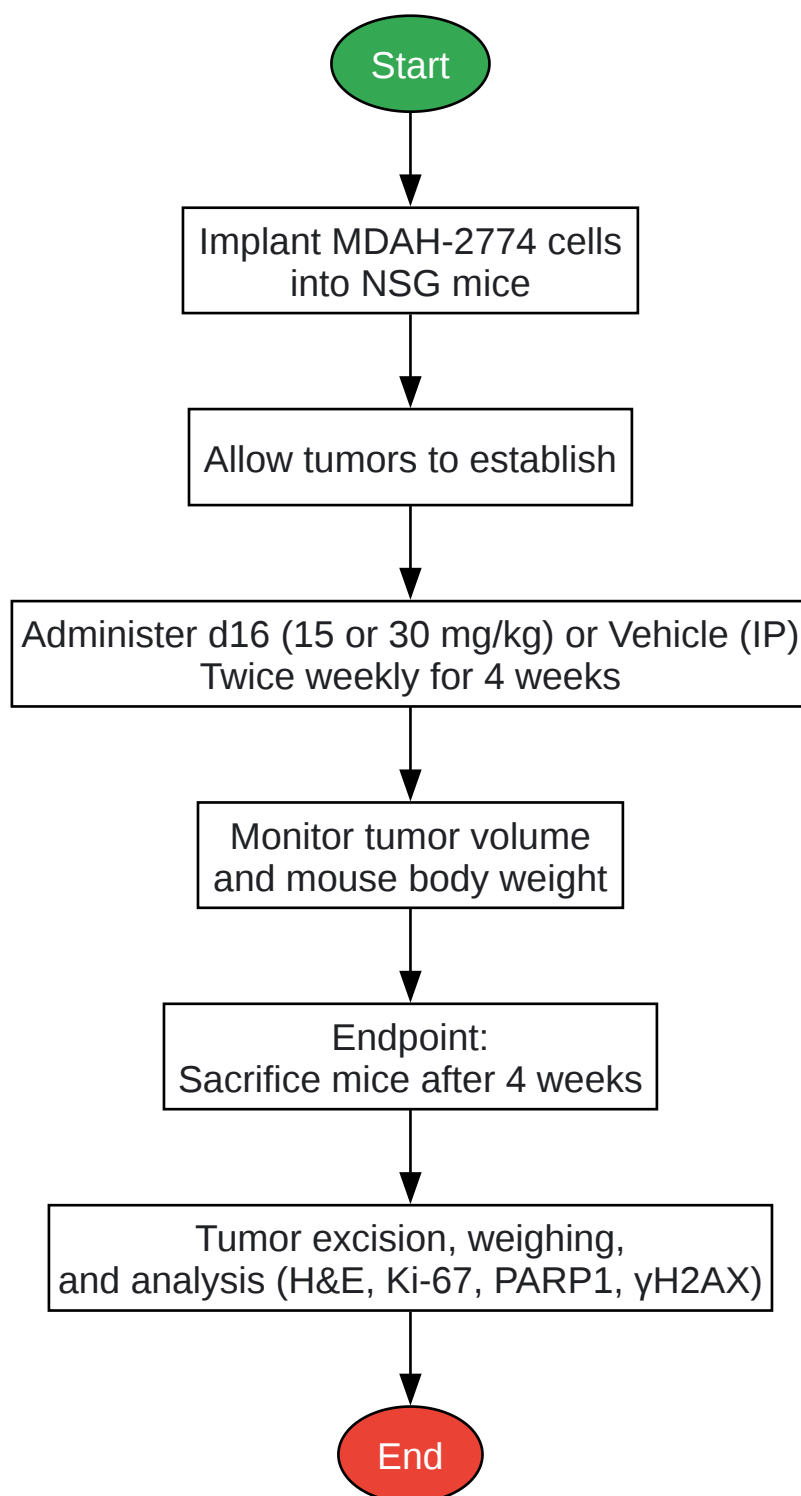 Start
Implant MDAH-2774 cells
into NSG mice
Allow tumors to establish
Administer d16 (15 or 30 mg/kg) or Vehicle (IP)
Twice weekly for 4 weeks
Monitor tumor volume
and mouse body weight
Endpoint:
Sacrifice mice after 4 weeks
Tumor excision, weighing,
and analysis (H&E, Ki-67, PARP1, γH2AX)
End